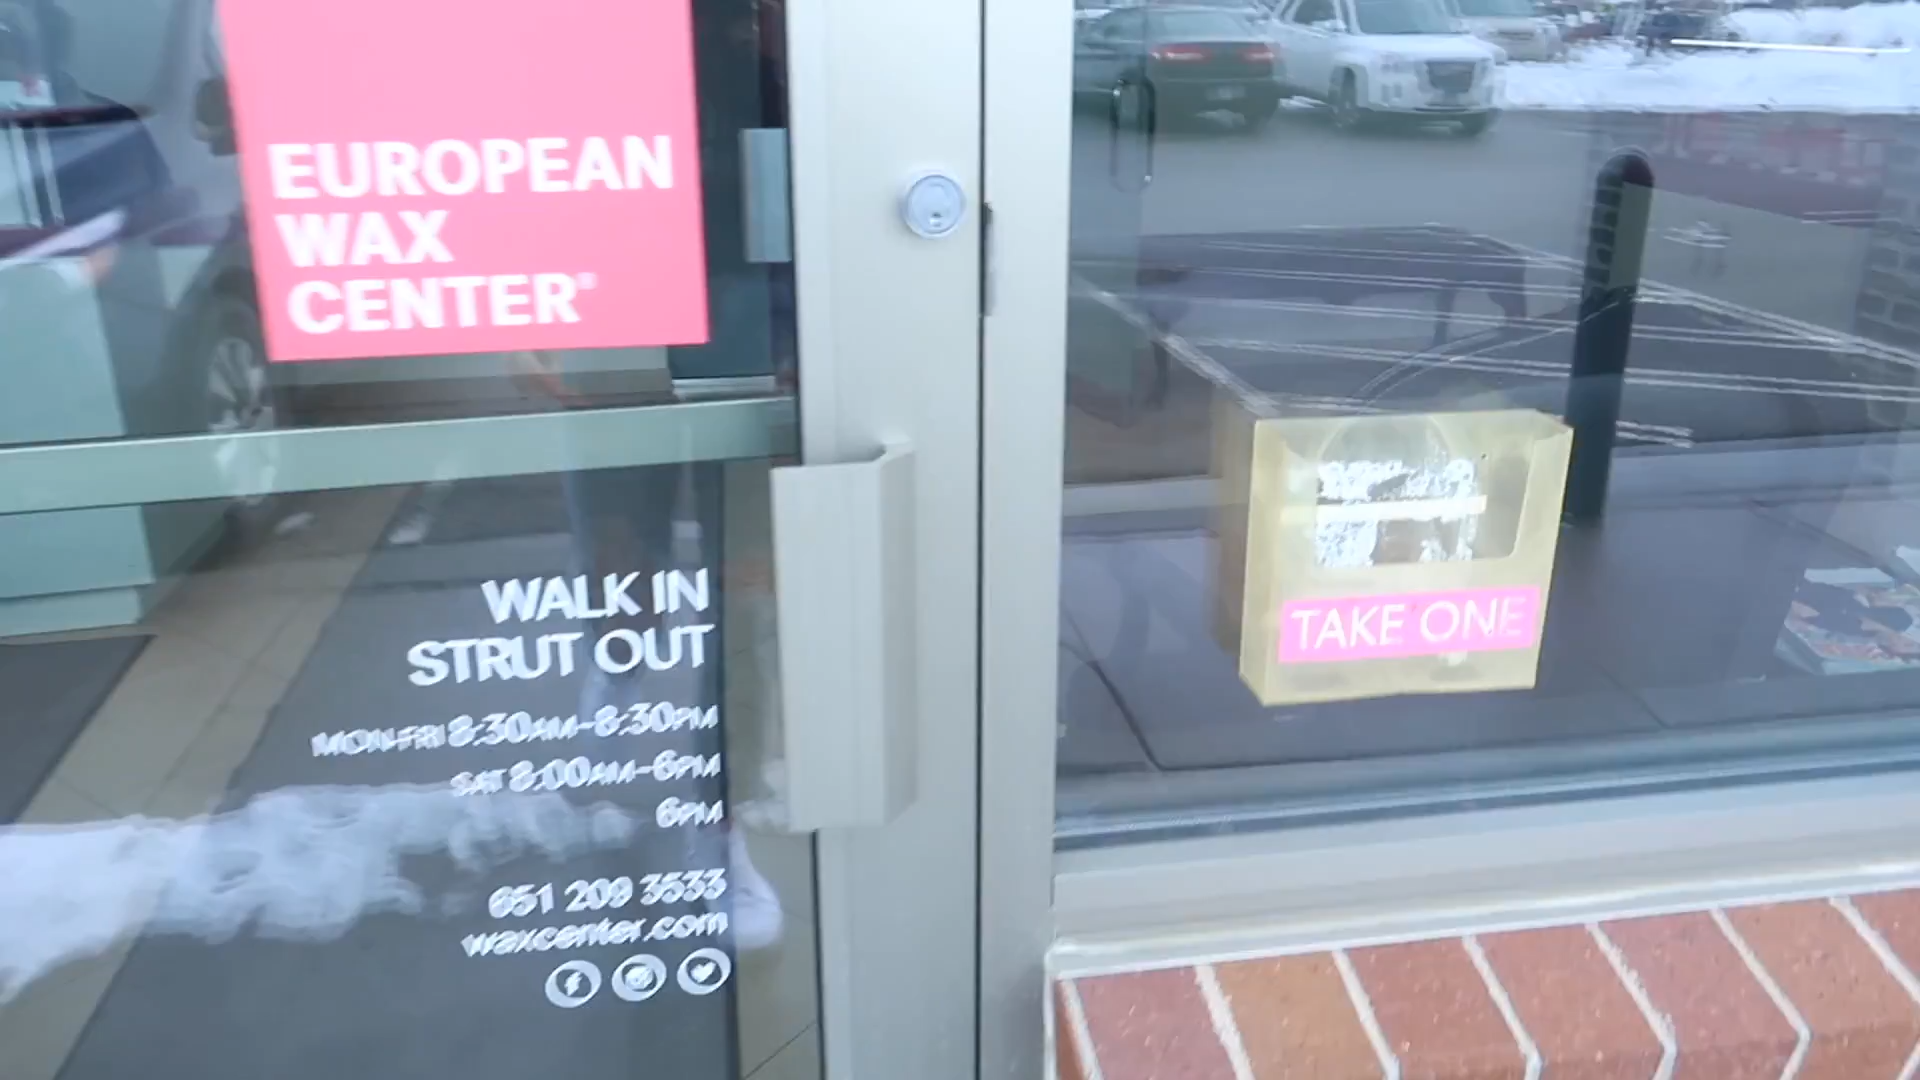 EUROPEAN
WAX
CENTER®
WALK IN
STRUT OUT
MON-FRI 8:30AM-8:30PM
SAT 8:00AM-6PM
6PM
651 209 3533
waxcenter.com
TAKE ONE